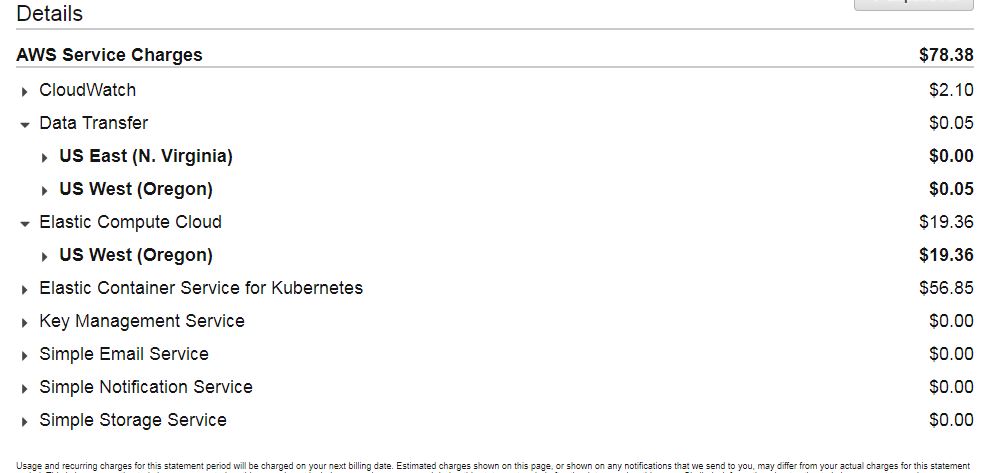 Details
AWS Service Charges $78.38
CloudWatch $2.10
Data Transfer $0.05
US East (N. Virginia) $0.00
US West (Oregon) $0.05
Elastic Compute Cloud $19.36
US West (Oregon) $19.36
Elastic Container Service for Kubernetes $56.85
Key Management Service $0.00
Simple Email Service $0.00
Simple Notification Service $0.00
Simple Storage Service $0.00
Usage and recurring charges for this statement period will be charged on your next billing date. Estimated charges shown on this page, or shown on any notifications that we send to you, may differ from your actual charges for this statement